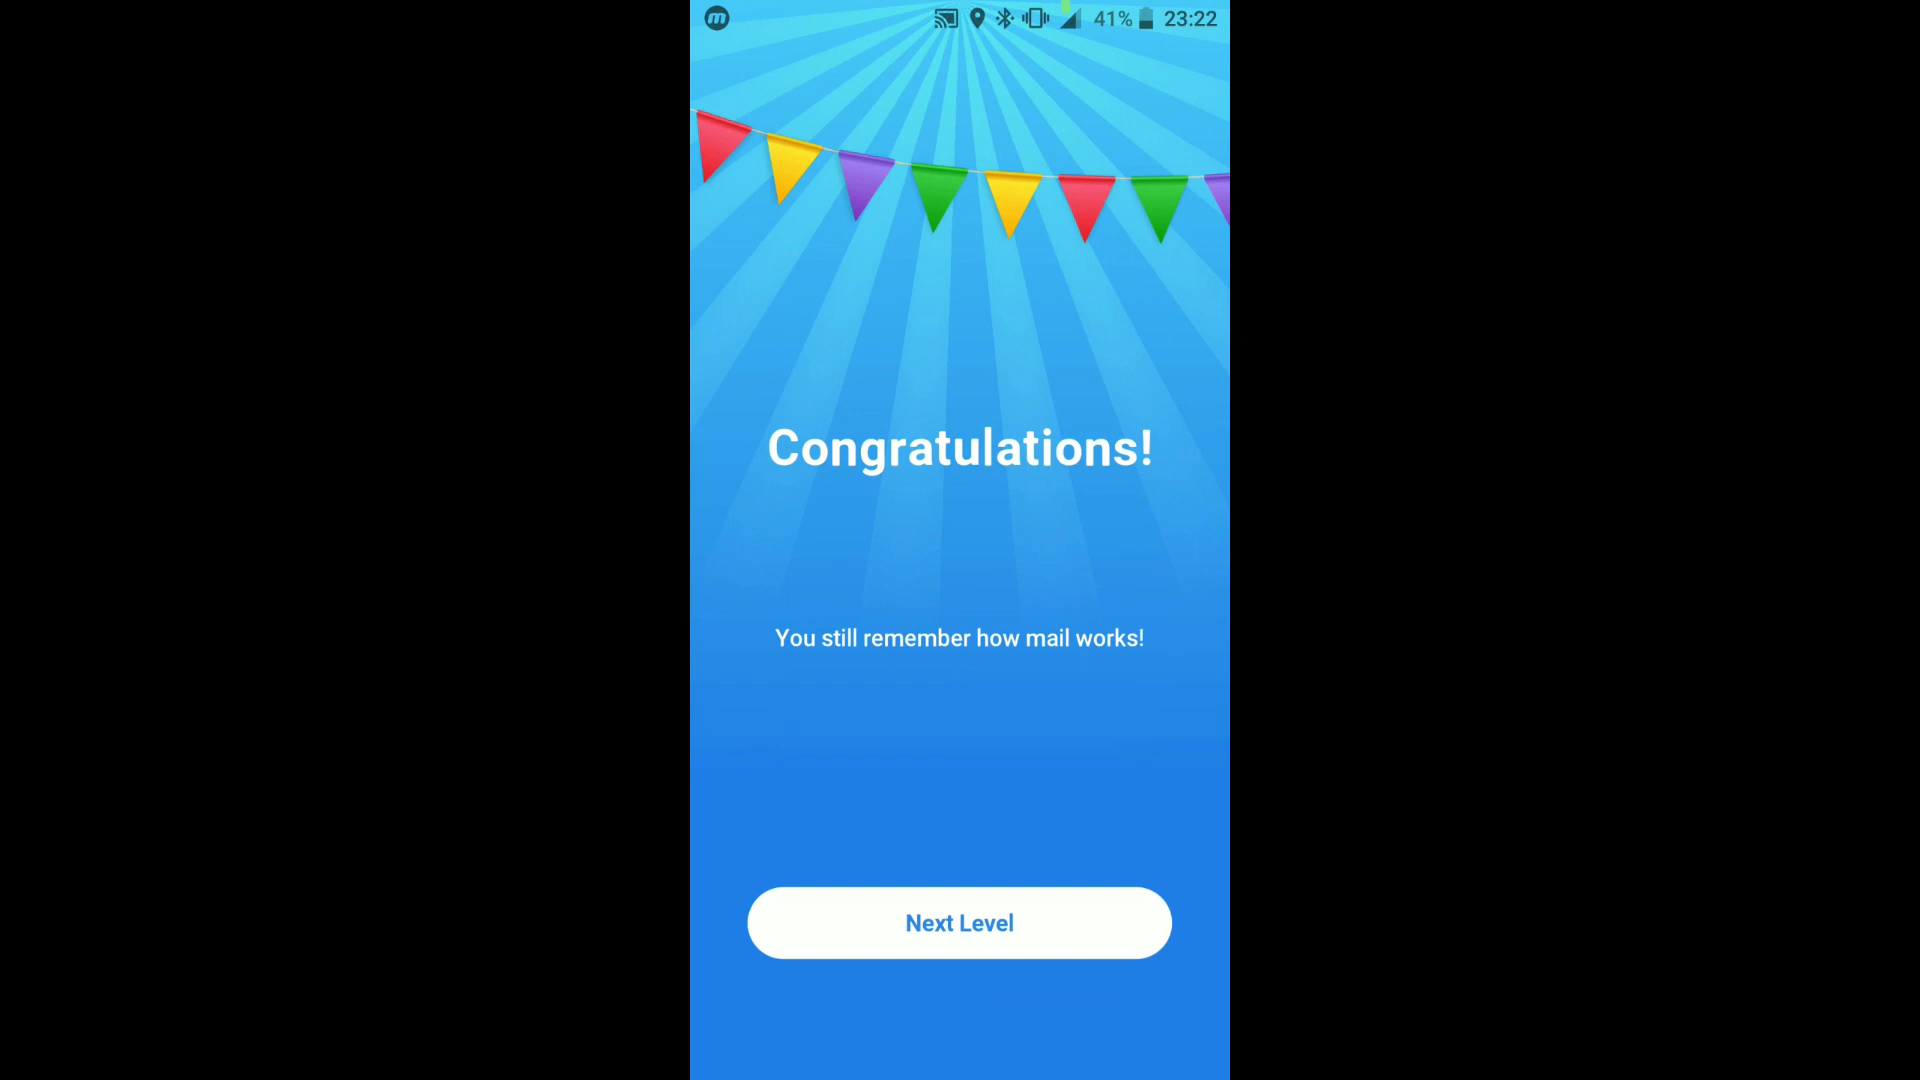 41% 23:22
Congratulations!
You still remember how mail works!
Next Level